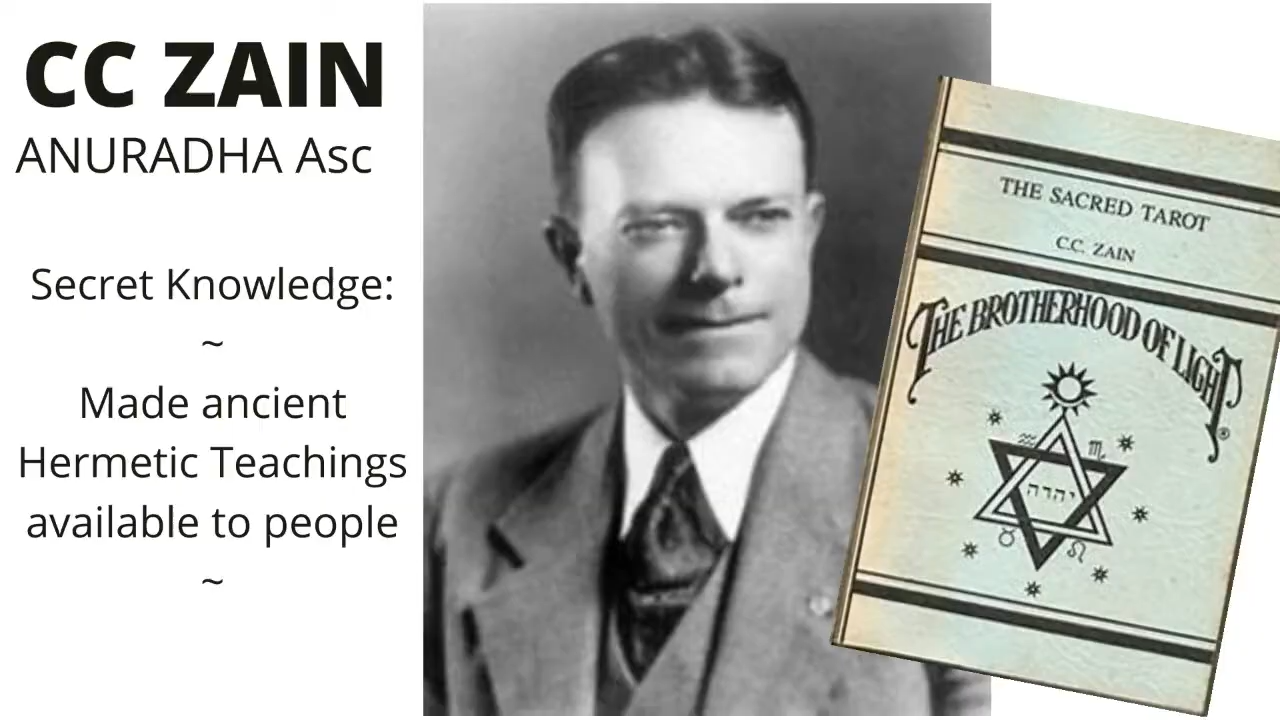 CC ZAIN
ANURADHA Asc
Secret Knowledge:
~
Made ancient
Hermetic Teachings
available to people
~
THE SACRED TAROT
C.C. ZAIN
THE BROTHERHOOD OF LIGHT
®
♒ ♏
יהוה
♉ ♌